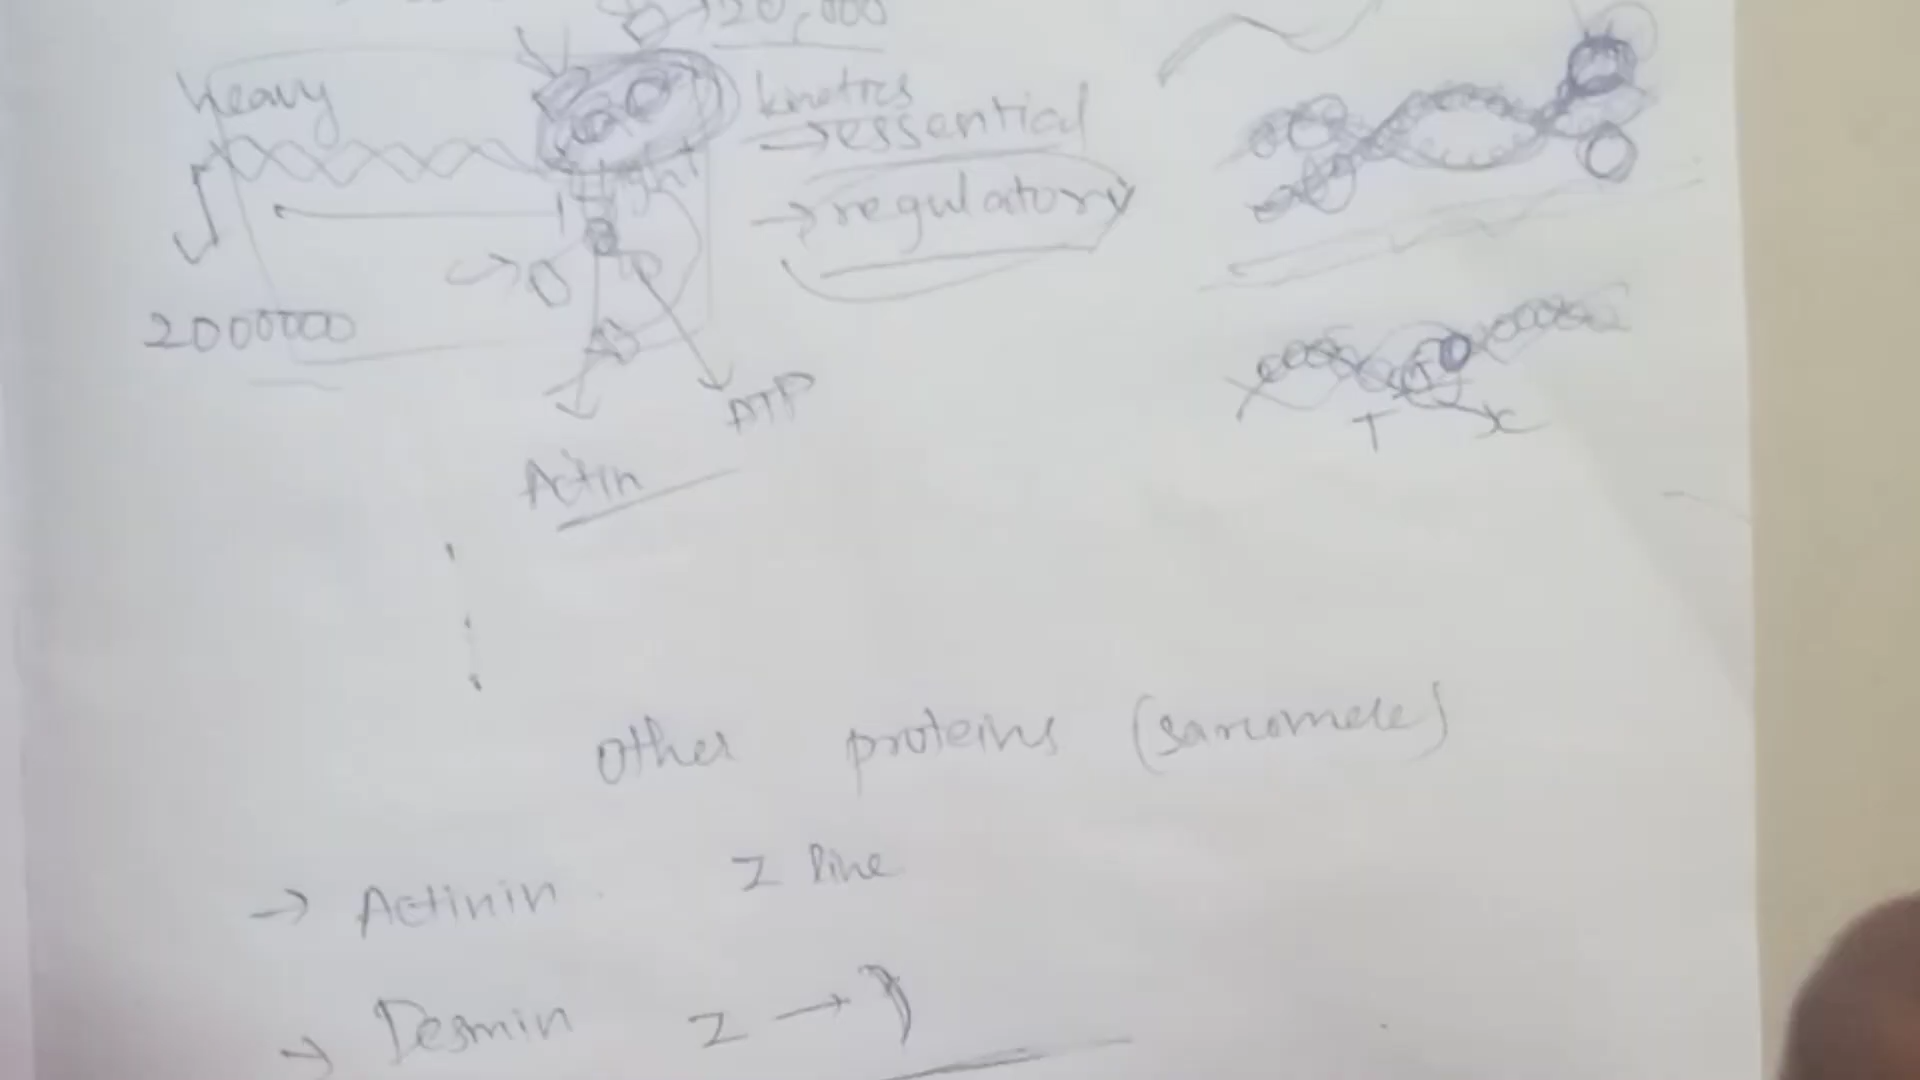 20,000
heavy
kinetics
→ essential
light
→ regulatory
2000000
ATP
T C
Actin
Other proteins (sarcomere)
→ Actinin Z line
→ Desmin Z →